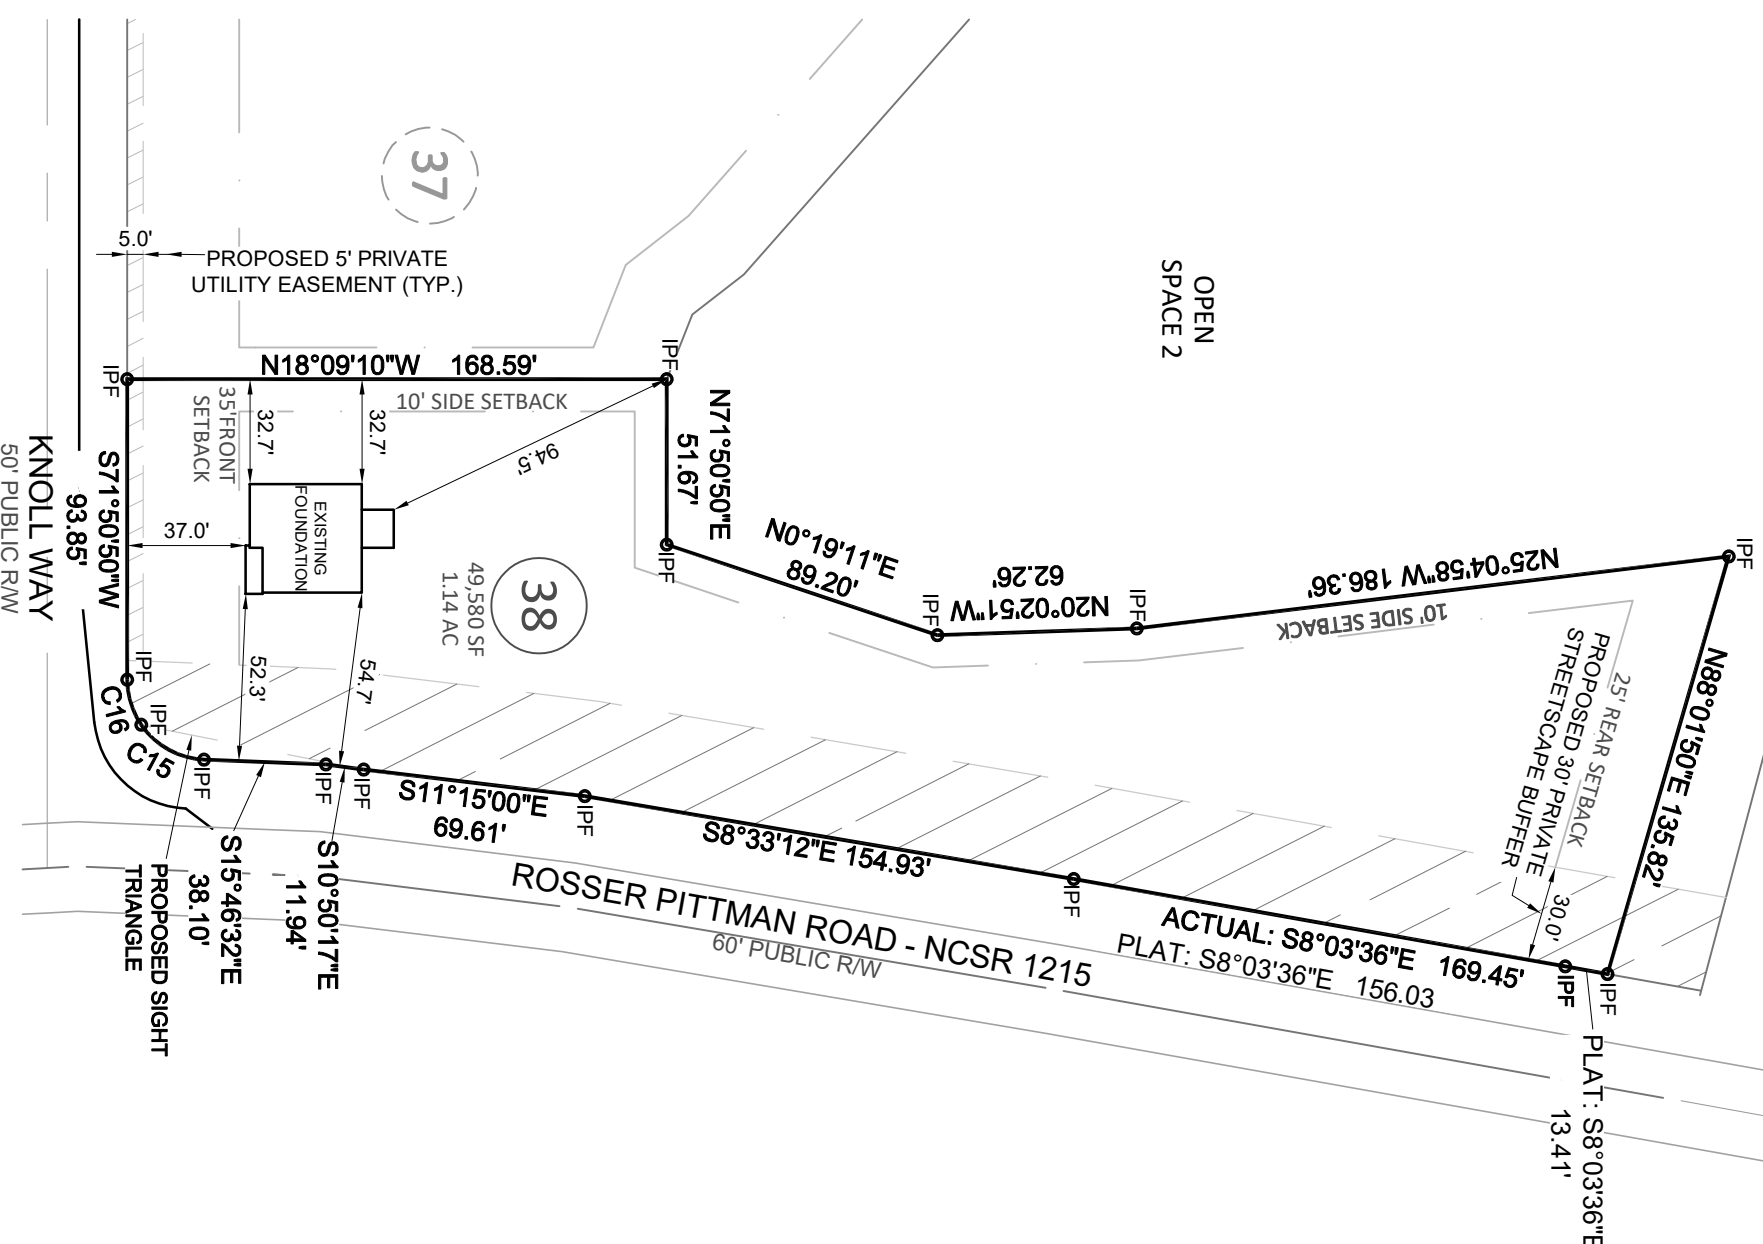 37
5.0'
PROPOSED 5' PRIVATE
UTILITY EASEMENT (TYP.)
OPEN
SPACE 2
N18°09'10"W 168.59'
IPF
IPF
10' SIDE SETBACK
35'FRONT
SETBACK
32.7'
32.7'
94.5'
N71°50'50"E
51.67'
IPF
N0°19'11"E
89.20'
IPF
N20°02'51"W
62.26'
IPF
N25°04'58"W 186.36'
10' SIDE SETBACK
IPF
N88°01'50"E 135.82'
25' REAR SETBACK
PROPOSED 30' PRIVATE
STREETSCAPE BUFFER
30.0'
EXISTING
FOUNDATION
37.0'
38
49,580 SF
1.14 AC
52.3'
54.7'
S71°50'50"W
93.85'
KNOLL WAY
50' PUBLIC R/W
IPF
C16
IPF
C15
IPF
IPF
IPF
S11°15'00"E
69.61'
IPF
S8°33'12"E 154.93'
IPF
ACTUAL: S8°03'36"E 169.45'
PLAT: S8°03'36"E 156.03
IPF
IPF
PLAT: S8°03'36"E
13.41'
ROSSER PITTMAN ROAD - NCSR 1215
60' PUBLIC R/W
S10°50'17"E
11.94'
S15°46'32"E
38.10'
PROPOSED SIGHT
TRIANGLE